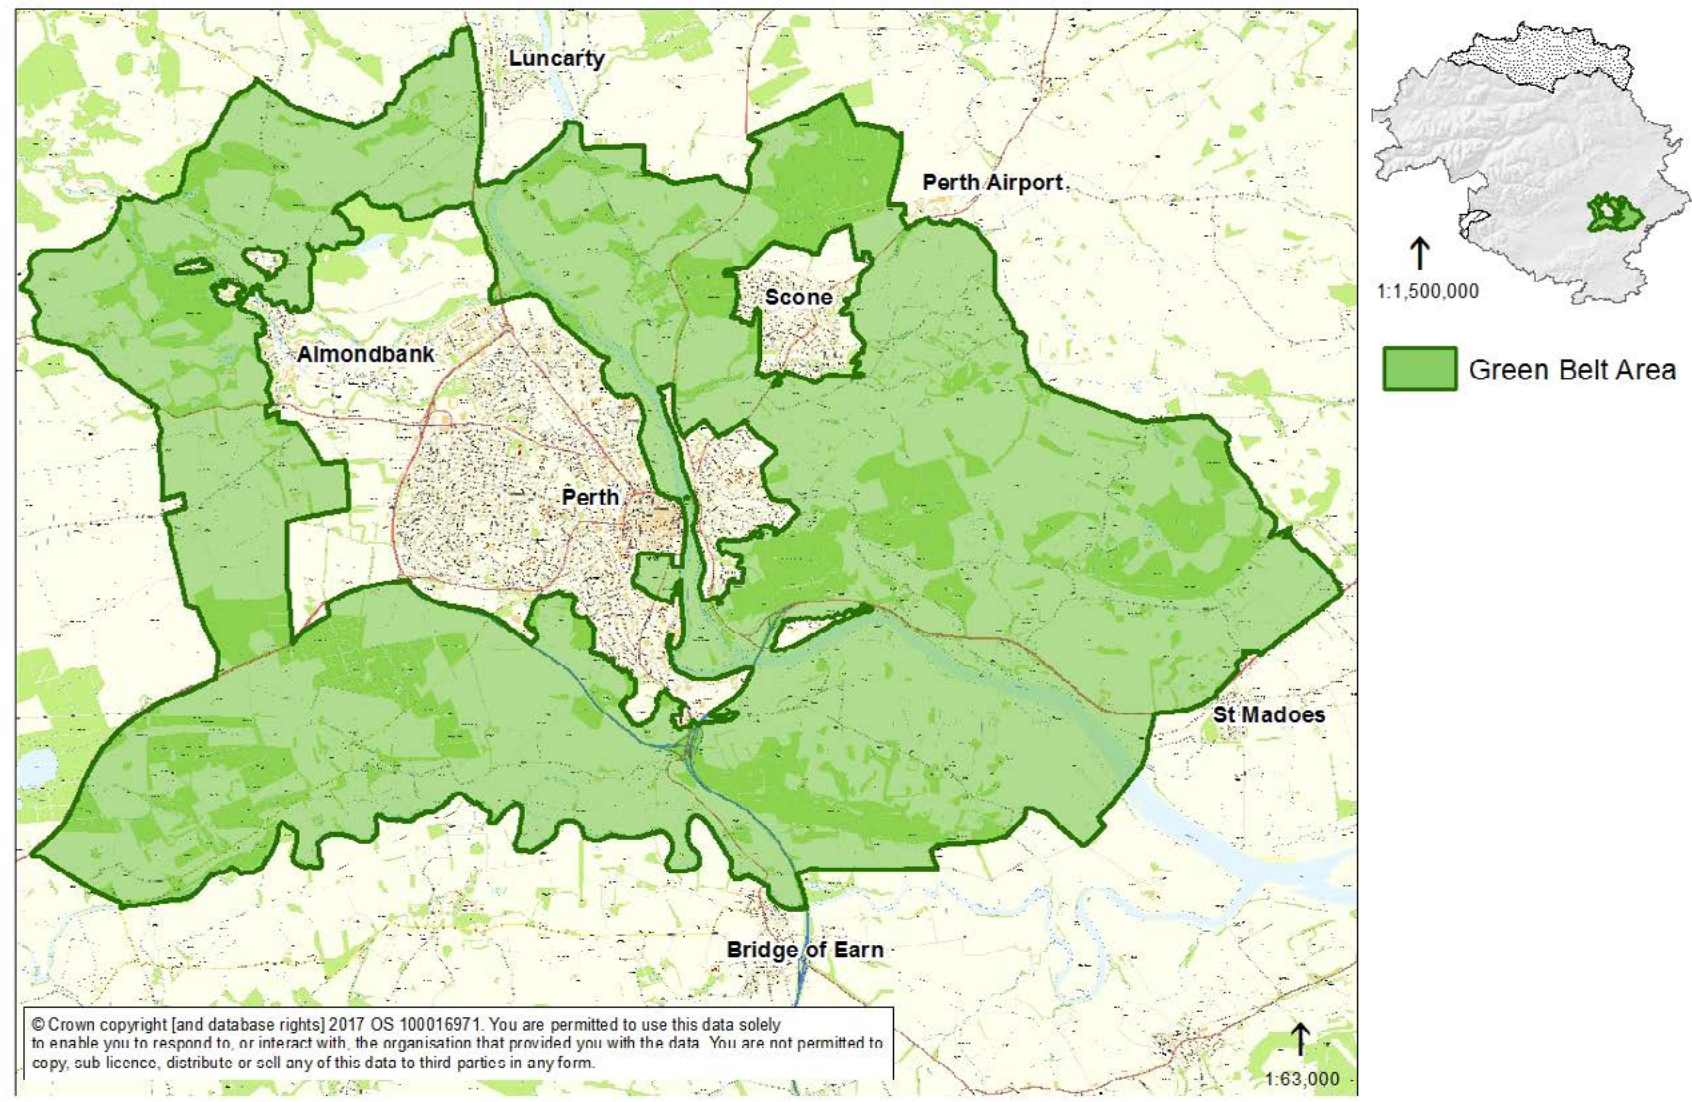 Luncarty
Perth Airport
Scone
Almondbank
Perth
St Madoes
Bridge of Earn
© Crown copyright [and database rights] 2017 OS 100016971. You are permitted to use this data solely
to enable you to respond to, or interact with, the organisation that provided you with the data. You are not permitted to
copy, sub licence, distribute or sell any of this data to third parties in any form.
1:63,000
1:1,500,000
Green Belt Area